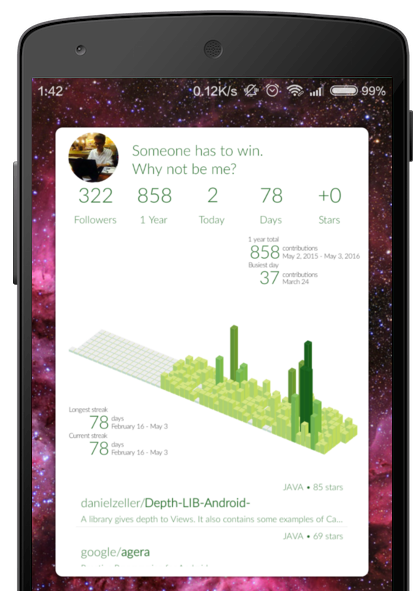 1:42
0.12K/s
99%
Someone has to win.
Why not be me?
322 858 2 78 +0
Followers 1 Year Today Days Stars
1 year total
858 contributions
May 2, 2015 - May 3, 2016
Busiest day
37 contributions
March 24
Longest streak
78 days
February 16 - May 3
Current streak
78 days
February 16 - May 3
JAVA • 85 stars
danielzeller/Depth-LIB-Android-
A library gives depth to Views. It also contains some examples of Ca...
JAVA • 69 stars
google/agera